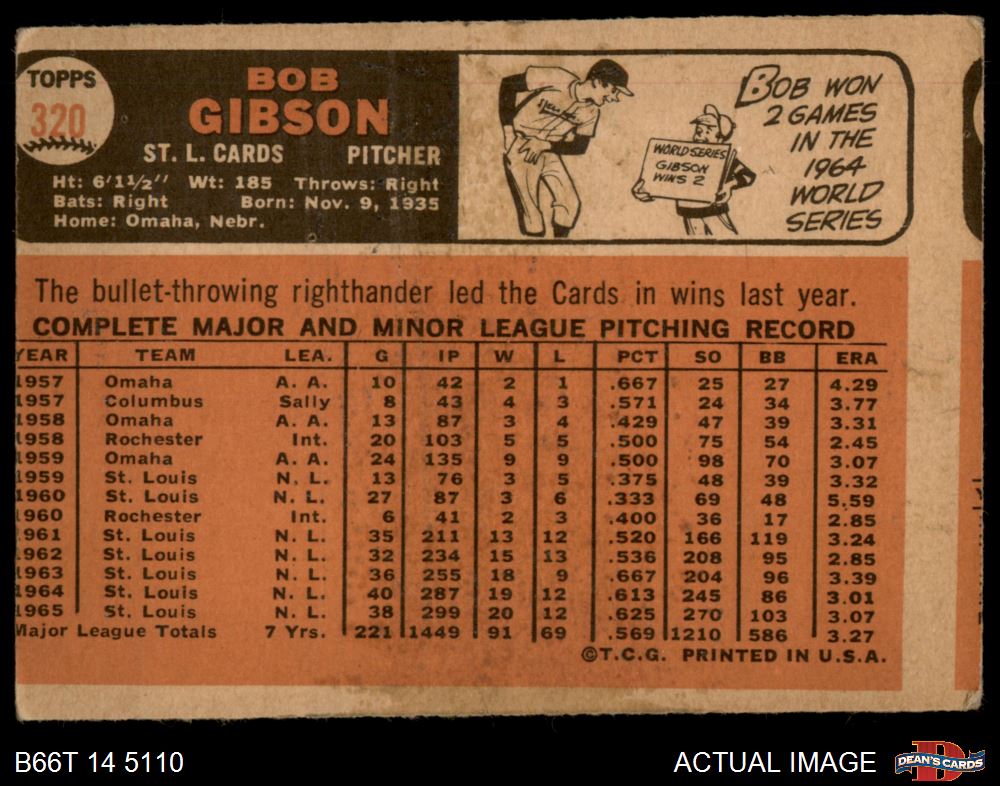 TOPPS
320
BOB
GIBSON
ST. L. CARDS PITCHER
Ht: 6'1½" Wt: 185 Throws: Right
Bats: Right Born: Nov. 9, 1935
Home: Omaha, Nebr.
WORLD SERIES
GIBSON
WINS 2
BOB WON
2 GAMES
IN THE
1964
WORLD
SERIES
The bullet-throwing righthander led the Cards in wins last year.
COMPLETE MAJOR AND MINOR LEAGUE PITCHING RECORD
YEAR TEAM LEA. G IP W L PCT SO BB ERA
1957 Omaha A. A. 10 42 2 1 .667 25 27 4.29
1957 Columbus Sally 8 43 4 3 .571 24 34 3.77
1958 Omaha A. A. 13 87 3 4 .429 47 39 3.31
1958 Rochester Int. 20 103 5 5 .500 75 54 2.45
1959 Omaha A. A. 24 135 9 9 .500 98 70 3.07
1959 St. Louis N. L. 13 76 3 5 .375 48 39 3.32
1960 St. Louis N. L. 27 87 3 6 .333 69 48 5.59
1960 Rochester Int. 6 41 2 3 .400 36 17 2.85
1961 St. Louis N. L. 35 211 13 12 .520 166 119 3.24
1962 St. Louis N. L. 32 234 15 13 .536 208 95 2.85
1963 St. Louis N. L. 36 255 18 9 .667 204 96 3.39
1964 St. Louis N. L. 40 287 19 12 .613 245 86 3.01
1965 St. Louis N. L. 38 299 20 12 .625 270 103 3.07
Major League Totals 7 Yrs. 221 1449 91 69 .569 1210 586 3.27
©T.C.G. PRINTED IN U.S.A.
B66T 14 5110
ACTUAL IMAGE
DEAN'S CARDS